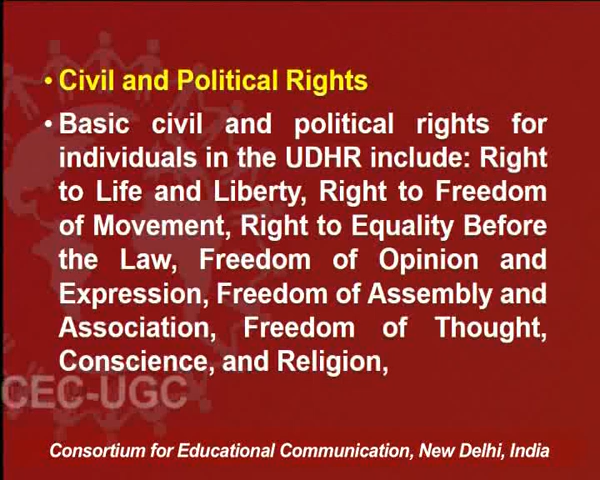 • Civil and Political Rights
• Basic civil and political rights for
individuals in the UDHR include: Right
to Life and Liberty, Right to Freedom
of Movement, Right to Equality Before
the Law, Freedom of Opinion and
Expression, Freedom of Assembly and
Association, Freedom of Thought,
Conscience, and Religion,
CEC-UGC
Consortium for Educational Communication, New Delhi, India